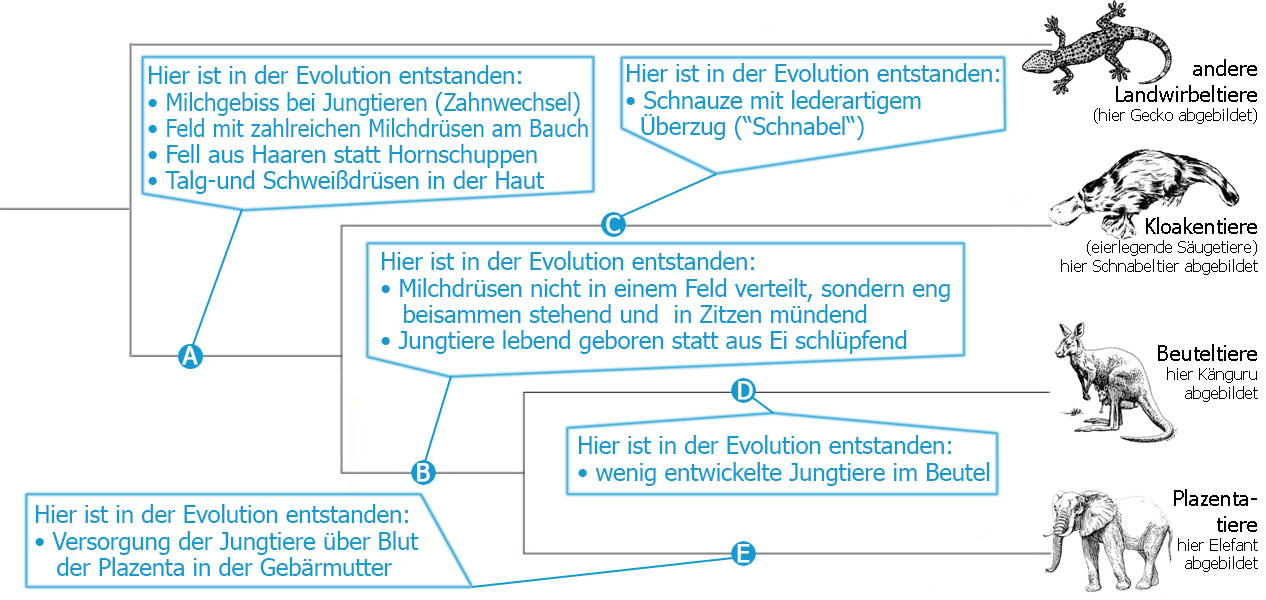 Hier ist in der Evolution entstanden:
• Milchgebiss bei Jungtieren (Zahnwechsel)
• Feld mit zahlreichen Milchdrüsen am Bauch
• Fell aus Haaren statt Hornschuppen
• Talg-und Schweißdrüsen in der Haut
Hier ist in der Evolution entstanden:
• Schnauze mit lederartigem
Überzug (“Schnabel“)
andere
Landwirbeltiere
(hier Gecko abgebildet)
C
Kloakentiere
(eierlegende Säugetiere)
hier Schnabeltier abgebildet
Hier ist in der Evolution entstanden:
• Milchdrüsen nicht in einem Feld verteilt, sondern eng
beisammen stehend und in Zitzen mündend
• Jungtiere lebend geboren statt aus Ei schlüpfend
A
Beuteltiere
hier Känguru
abgebildet
D
Hier ist in der Evolution entstanden:
• wenig entwickelte Jungtiere im Beutel
B
Hier ist in der Evolution entstanden:
• Versorgung der Jungtiere über Blut
der Plazenta in der Gebärmutter
E
Plazenta-
tiere
hier Elefant
abgebildet